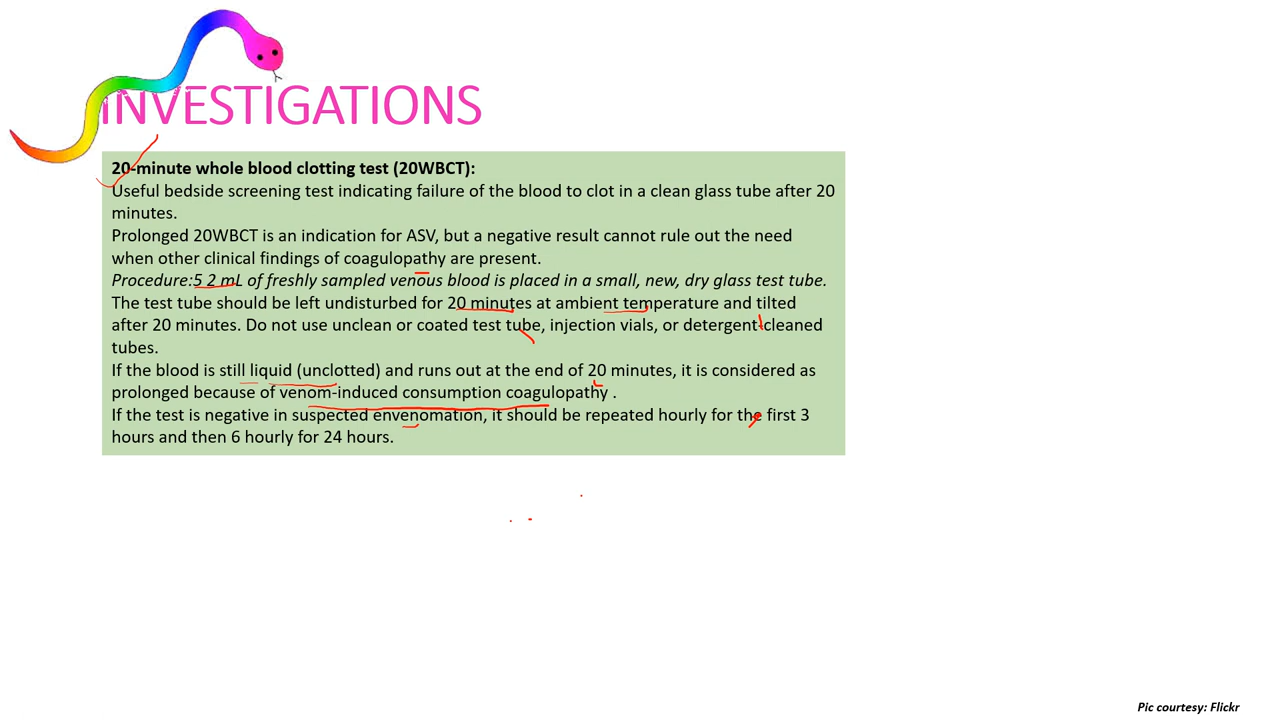 INVESTIGATIONS
20-minute whole blood clotting test (20WBCT):
Useful bedside screening test indicating failure of the blood to clot in a clean glass tube after 20
minutes.
Prolonged 20WBCT is an indication for ASV, but a negative result cannot rule out the need
when other clinical findings of coagulopathy are present.
Procedure:5 2 mL of freshly sampled venous blood is placed in a small, new, dry glass test tube.
The test tube should be left undisturbed for 20 minutes at ambient temperature and tilted
after 20 minutes. Do not use unclean or coated test tube, injection vials, or detergent-cleaned
tubes.
If the blood is still liquid (unclotted) and runs out at the end of 20 minutes, it is considered as
prolonged because of venom-induced consumption coagulopathy .
If the test is negative in suspected envenomation, it should be repeated hourly for the first 3
hours and then 6 hourly for 24 hours.
Pic courtesy: Flickr